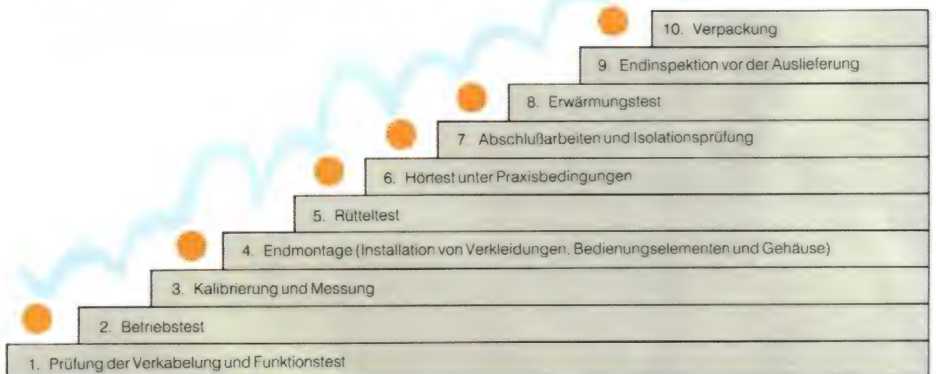 10. Verpackung
9. Endinspektion vor der Auslieferung
8. Erwärmungstest
7. Abschlußarbeiten und Isolationsprüfung
6. Hörtest unter Praxisbedingungen
5. Rütteltest
4. Endmontage (Installation von Verkleidungen, Bedienungselementen und Gehäuse)
3. Kalibrierung und Messung
2. Betriebstest
1. Prüfung der Verkabelung und Funktionstest